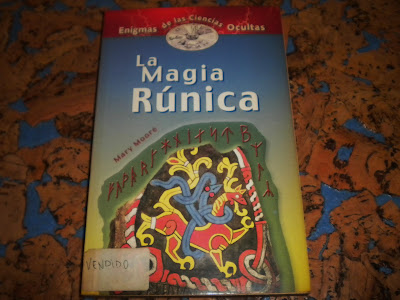 Enigmas de las Ciencias Ocultas
La
Magia
Rúnica
Mary Moore
VENDIDO